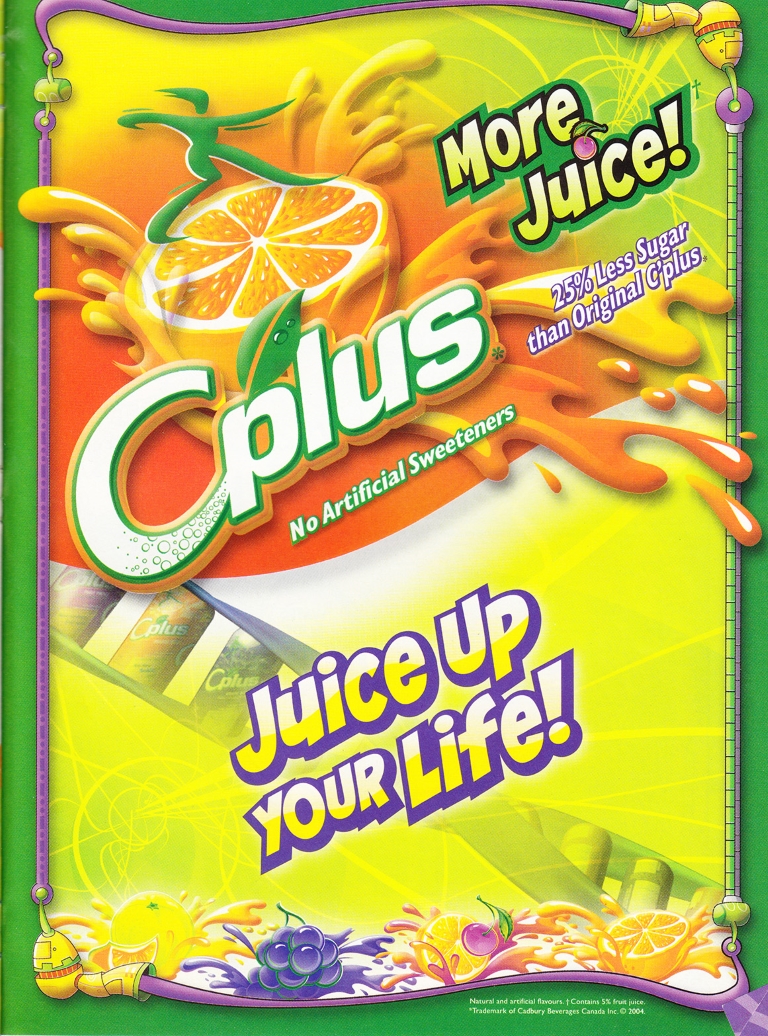 More
Juice!†
25% Less Sugar
than Original C'plus*
Cplus*
No Artificial Sweeteners
Cplus
Cplus
Juice Up
Your Life!
Natural and artificial flavours. † Contains 5% fruit juice.
*Trademark of Cadbury Beverages Canada Inc. © 2004.